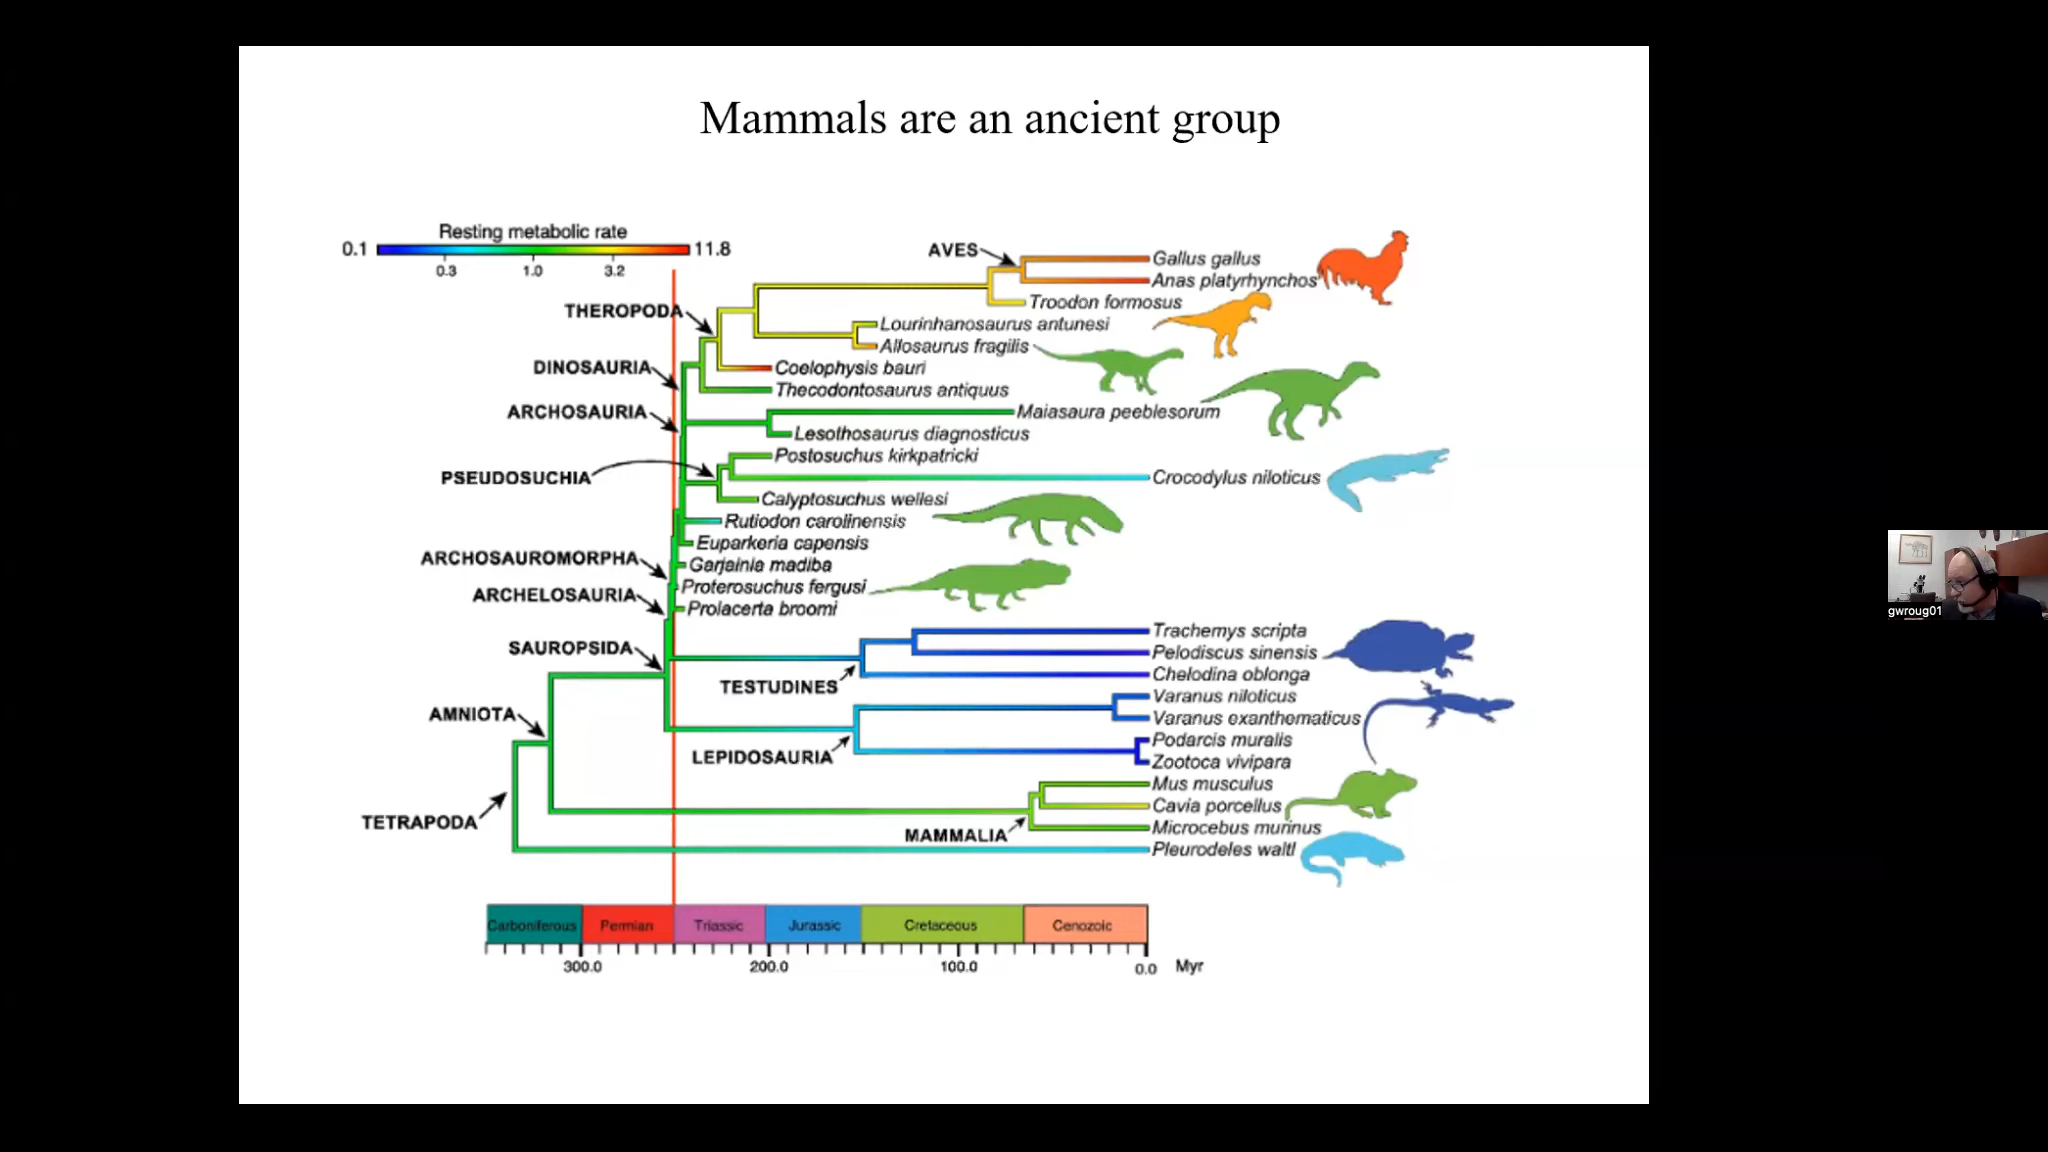 Mammals are an ancient group
Resting metabolic rate
0.1 11.8
0.3 1.0 3.2
AVES
Gallus gallus
Anas platyrhynchos
Troodon formosus
THEROPODA
Lourinhanosaurus antunesi
Allosaurus fragilis
DINOSAURIA
Coelophysis bauri
Thecodontosaurus antiquus
ARCHOSAURIA
Maiasaura peeblesorum
Lesothosaurus diagnosticus
Postosuchus kirkpatricki
PSEUDOSUCHIA
Crocodylus niloticus
Calyptosuchus wellesi
Rutiodon carolinensis
Euparkeria capensis
ARCHOSAUROMORPHA
Garjainia madiba
Proterosuchus fergusi
ARCHELOSAURIA
Prolacerta broomi
Trachemys scripta
SAUROPSIDA
Pelodiscus sinensis
Chelodina oblonga
TESTUDINES
Varanus niloticus
AMNIOTA
Varanus exanthematicus
Podarcis muralis
LEPIDOSAURIA
Zootoca vivipara
Mus musculus
Cavia porcellus
TETRAPODA
Microcebus murinus
MAMMALIA
Pleurodeles waltl
Carboniferous Permian Triassic Jurassic Cretaceous Cenozoic
300.0 200.0 100.0 0.0 Myr
gwroug01